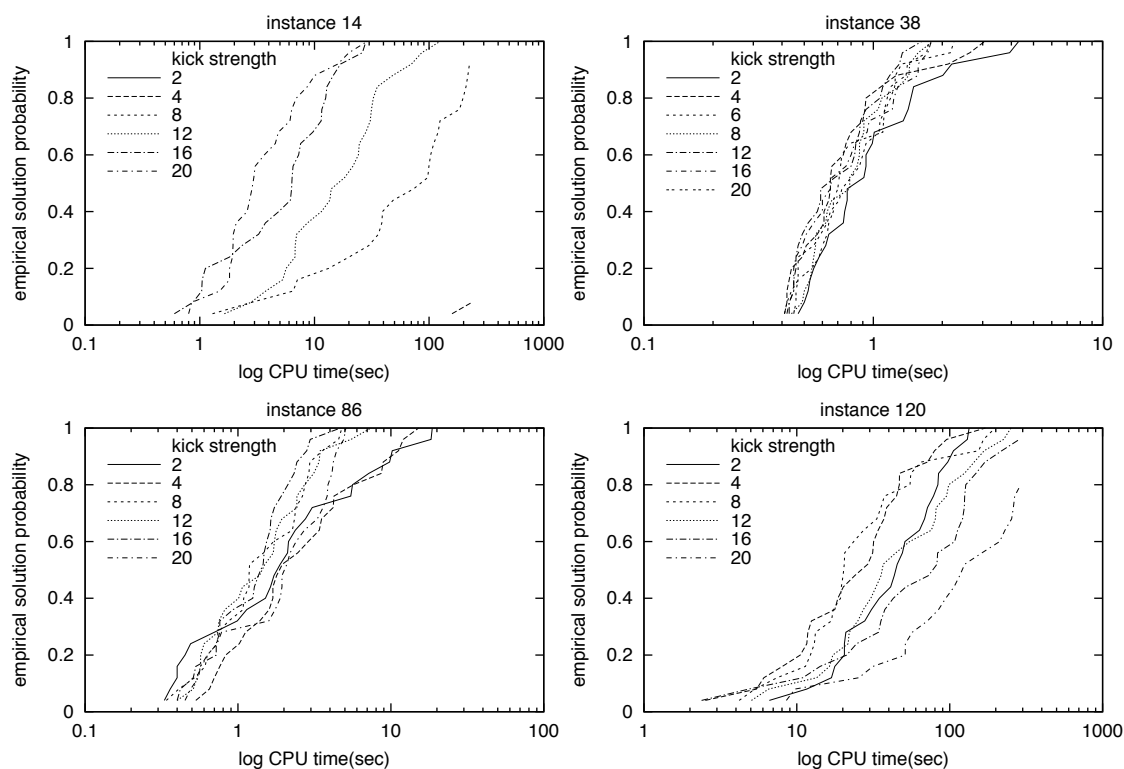 instance 14
empirical solution probability
1
0.8
0.6
0.4
0.2
0
kick strength
2
4
8
12
16
20
0.1 1 10 100 1000
log CPU time(sec)
instance 38
empirical solution probability
1
0.8
0.6
0.4
0.2
0
kick strength
2
4
6
8
12
16
20
0.1 1 10
log CPU time(sec)
instance 86
empirical solution probability
1
0.8
0.6
0.4
0.2
0
kick strength
2
4
8
12
16
20
0.1 1 10 100
log CPU time(sec)
instance 120
empirical solution probability
1
0.8
0.6
0.4
0.2
0
kick strength
2
4
8
12
16
20
1 10 100 1000
log CPU time(sec)